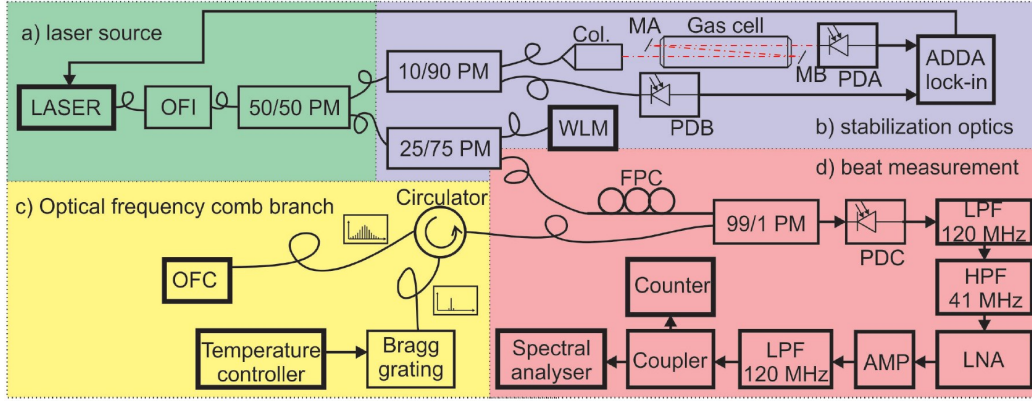 a) laser source
LASER
OFI
50/50 PM
10/90 PM
25/75 PM
Col.
MA
Gas cell
MB
PDA
PDB
ADDA
lock-in
WLM
b) stabilization optics
c) Optical frequency comb branch
Circulator
OFC
Temperature
controller
Bragg
grating
d) beat measurement
FPC
99/1 PM
PDC
LPF
120 MHz
HPF
41 MHz
LNA
AMP
LPF
120 MHz
Coupler
Counter
Spectral
analyser